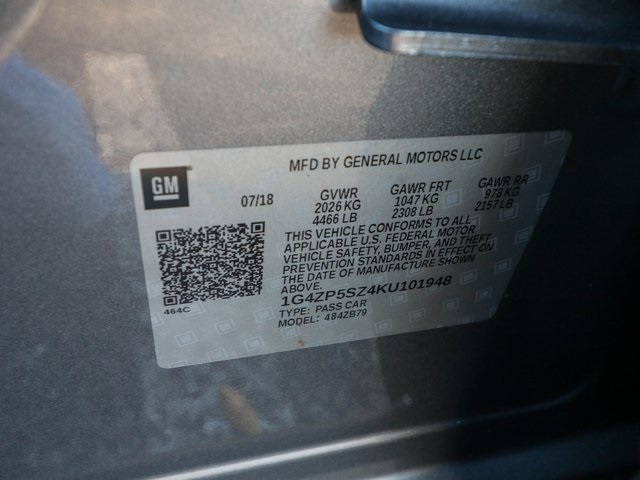 MFD BY GENERAL MOTORS LLC
GM
07/18
GVWR
2026 KG
4466 LB
GAWR FRT
1047 KG
2308 LB
GAWR RR
978 KG
2157 LB
THIS VEHICLE CONFORMS TO ALL
APPLICABLE U.S. FEDERAL MOTOR
VEHICLE SAFETY, BUMPER, AND THEFT
PREVENTION STANDARDS IN EFFECT ON
THE DATE OF MANUFACTURE SHOWN
ABOVE.
1G4ZP5SZ4KU101948
TYPE: PASS CAR
MODEL: 4B4ZB79
464C